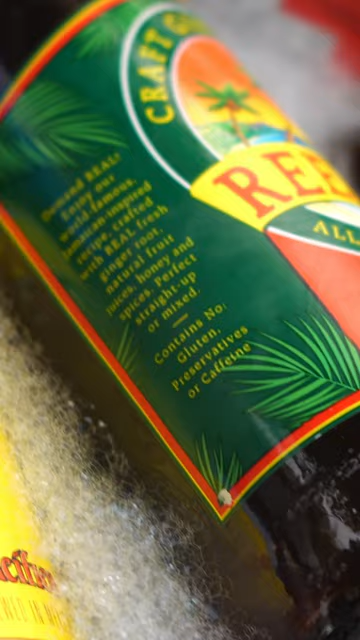 CRAFT G
REE
ALL
Demand REAL!
Enjoy our
world-famous,
Jamaican-inspired
recipe, crafted
with REAL fresh
ginger root,
natural fruit
juices, honey and
spices. Perfect
straight-up
or mixed.
Contains No:
Gluten,
Preservatives
or Caffeine